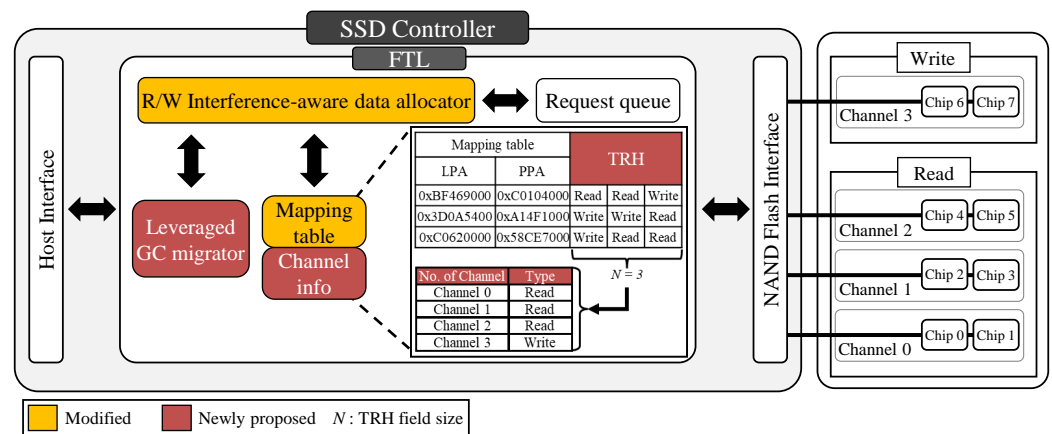 SSD Controller
FTL
Host Interface
R/W Interference-aware data allocator
Request queue
Leveraged
GC migrator
Mapping
table
Channel
info
Mapping table
TRH
LPA PPA
0xBF469000 0xC0104000 Read Read Write
0x3D0A5400 0xA14F1000 Write Write Read
0xC0620000 0x58CE7000 Write Read Read
N = 3
No. of Channel Type
Channel 0 Read
Channel 1 Read
Channel 2 Read
Channel 3 Write
NAND Flash Interface
Write
Chip 6 Chip 7
Channel 3
Read
Chip 4 Chip 5
Channel 2
Chip 2 Chip 3
Channel 1
Chip 0 Chip 1
Channel 0
Modified
Newly proposed
N : TRH field size